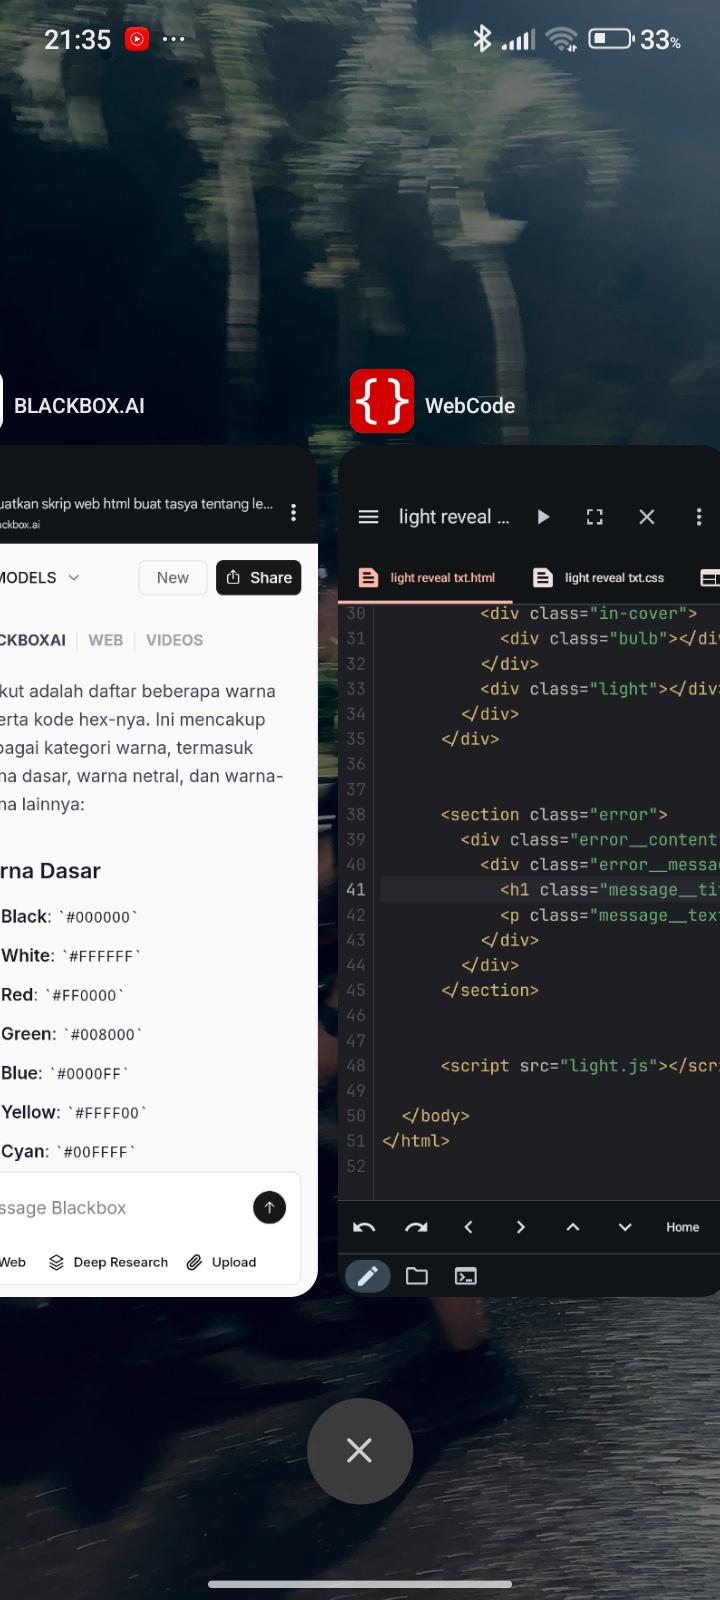 21:35
33%
BLACKBOX.AI
uatkan skrip web html buat tasya tentang le...
ckbox.ai
MODELS
New
Share
CKBOXAI
WEB
VIDEOS
kut adalah daftar beberapa warna
erta kode hex-nya. Ini mencakup
bagai kategori warna, termasuk
na dasar, warna netral, dan warna-
na lainnya:
rna Dasar
Black: `#000000`
White: `#FFFFFF`
Red: `#FF0000`
Green: `#008000`
Blue: `#0000FF`
Yellow: `#FFFF00`
Cyan: `#00FFFF`
ssage Blackbox
Web
Deep Research
Upload
{} WebCode
light reveal ...
light reveal txt.html
light reveal txt.css
30 <div class="in-cover">
31 <div class="bulb"></div
32 </div>
33 <div class="light"></div>
34 </div>
35 </div>
36
37
38 <section class="error">
39 <div class="error__content
40 <div class="error__messa
41 <h1 class="message__ti
42 <p class="message__tex
43 </div>
44 </div>
45 </section>
46
47
48 <script src="light.js"></scr
49
50 </body>
51 </html>
52
Home